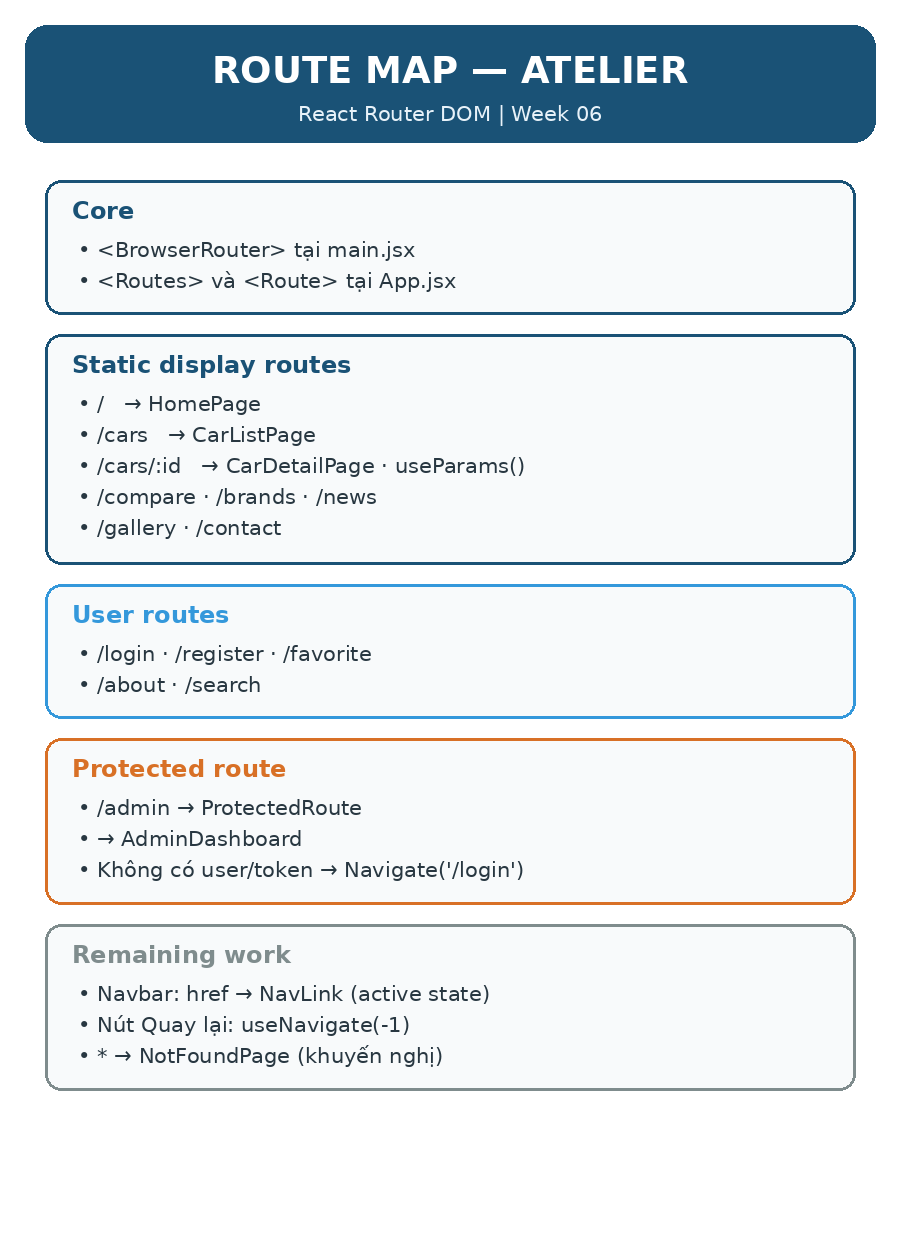 ROUTE MAP — ATELIER
React Router DOM | Week 06
Core
• <BrowserRouter> tại main.jsx
• <Routes> và <Route> tại App.jsx
Static display routes
• / → HomePage
• /cars → CarListPage
• /cars/:id → CarDetailPage · useParams()
• /compare · /brands · /news
• /gallery · /contact
User routes
• /login · /register · /favorite
• /about · /search
Protected route
• /admin → ProtectedRoute
• → AdminDashboard
• Không có user/token → Navigate('/login')
Remaining work
• Navbar: href → NavLink (active state)
• Nút Quay lại: useNavigate(-1)
• * → NotFoundPage (khuyến nghị)